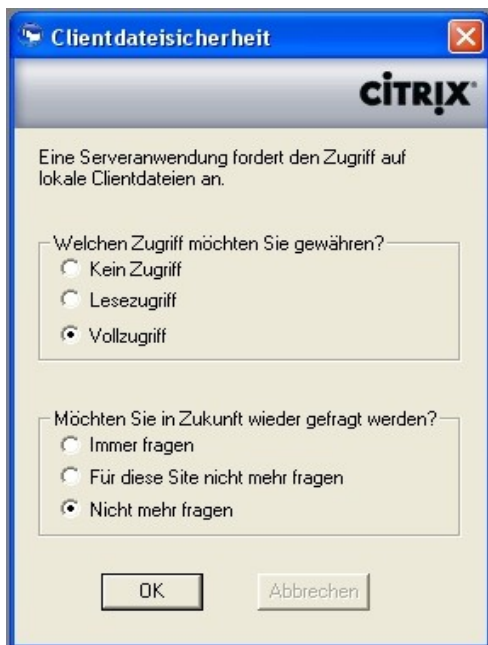 Clientdateisicherheit
CİTRIX
Eine Serveranwendung fordert den Zugriff auf
lokale Clientdateien an.
Welchen Zugriff möchten Sie gewähren?
Kein Zugriff
Lesezugriff
Vollzugriff
Möchten Sie in Zukunft wieder gefragt werden?
Immer fragen
Für diese Site nicht mehr fragen
Nicht mehr fragen
OK Abbrechen